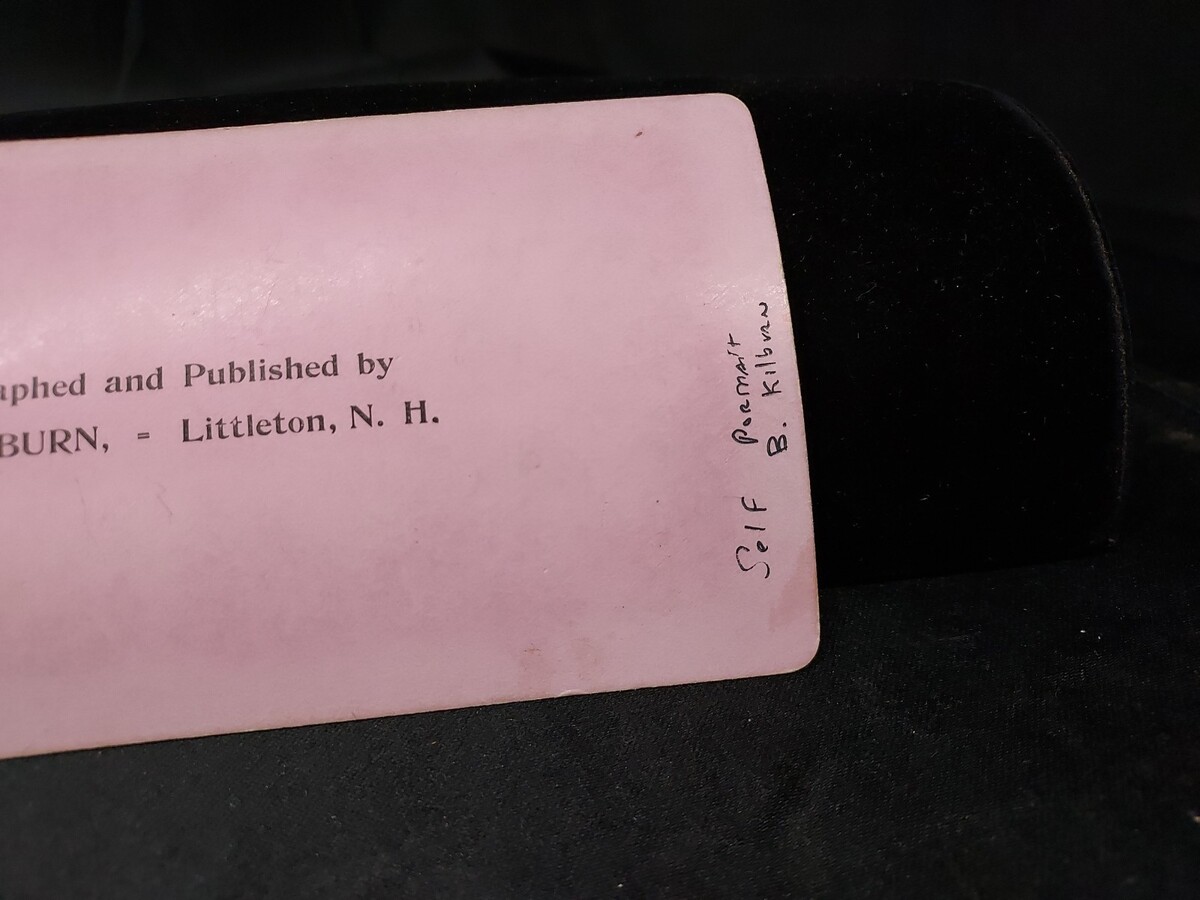 aphed and Published by
BURN, = Littleton, N. H.
Self Portrait
B. Kilburn